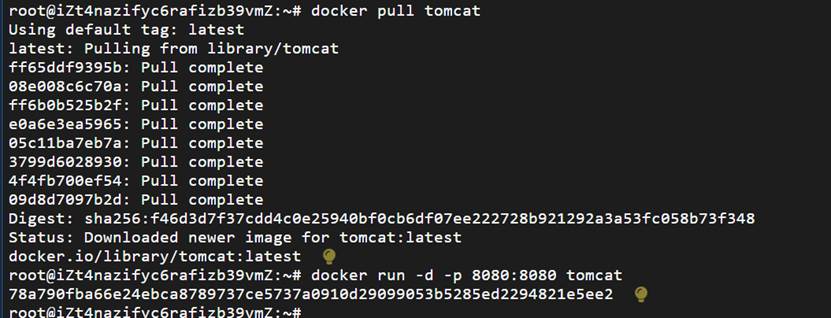 root@iZt4nazifyc6rafizb39vmZ:~# docker pull tomcat
Using default tag: latest
latest: Pulling from library/tomcat
ff65ddf9395b: Pull complete
08e008c6c70a: Pull complete
ff6b0b525b2f: Pull complete
e0a6e3ea5965: Pull complete
05c11ba7eb7a: Pull complete
3799d6028930: Pull complete
4f4fb700ef54: Pull complete
09d8d7097b2d: Pull complete
Digest: sha256:f46d3d7f37cdd4c0e25940bf0cb6df07ee222728b921292a3a53fc058b73f348
Status: Downloaded newer image for tomcat:latest
docker.io/library/tomcat:latest
root@iZt4nazifyc6rafizb39vmZ:~# docker run -d -p 8080:8080 tomcat
78a790fba66e24ebca8789737ce5737a0910d29099053b5285ed2294821e5ee2
root@iZt4nazifyc6rafizb39vmZ:~#